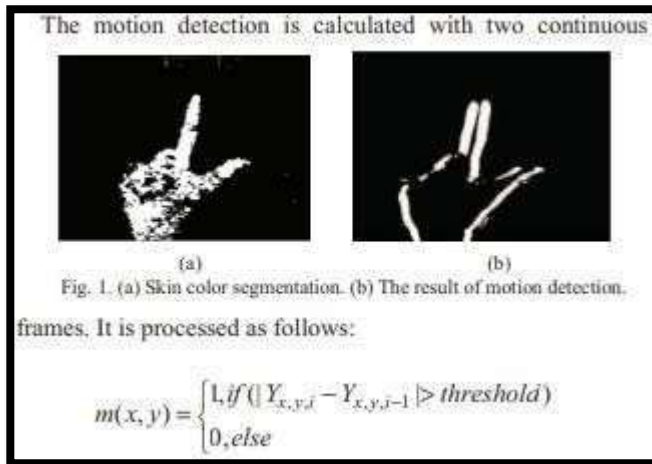 The motion detection is calculated with two continuous
(a) (b)
Fig. 1. (a) Skin color segmentation. (b) The result of motion detection.
frames. It is processed as follows:
m(x, y) = {1, if (| Y_{x,y,i} − Y_{x,y,i−1} |> threshold)
0, else